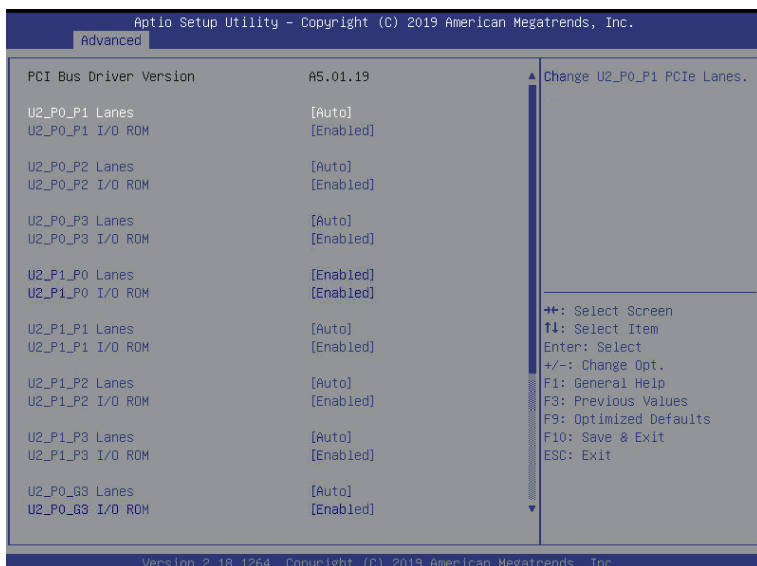 Aptio Setup Utility – Copyright (C) 2019 American Megatrends, Inc.
Advanced
PCI Bus Driver Version A5.01.19
U2_P0_P1 Lanes [Auto]
U2_P0_P1 I/O ROM [Enabled]
U2_P0_P2 Lanes [Auto]
U2_P0_P2 I/O ROM [Enabled]
U2_P0_P3 Lanes [Auto]
U2_P0_P3 I/O ROM [Enabled]
U2_P1_P0 Lanes [Enabled]
U2_P1_P0 I/O ROM [Enabled]
U2_P1_P1 Lanes [Auto]
U2_P1_P1 I/O ROM [Enabled]
U2_P1_P2 Lanes [Auto]
U2_P1_P2 I/O ROM [Enabled]
U2_P1_P3 Lanes [Auto]
U2_P1_P3 I/O ROM [Enabled]
U2_P0_G3 Lanes [Auto]
U2_P0_G3 I/O ROM [Enabled]
Change U2_P0_P1 PCIe Lanes.
→←: Select Screen
↑↓: Select Item
Enter: Select
+/-: Change Opt.
F1: General Help
F3: Previous Values
F9: Optimized Defaults
F10: Save & Exit
ESC: Exit
Version 2.18.1264. Copyright (C) 2019 American Megatrends, Inc.